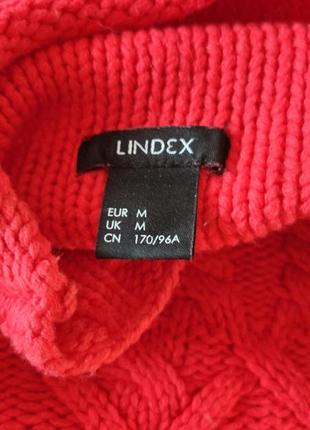 LINDEX
EUR M
UK M
CN 170/96A